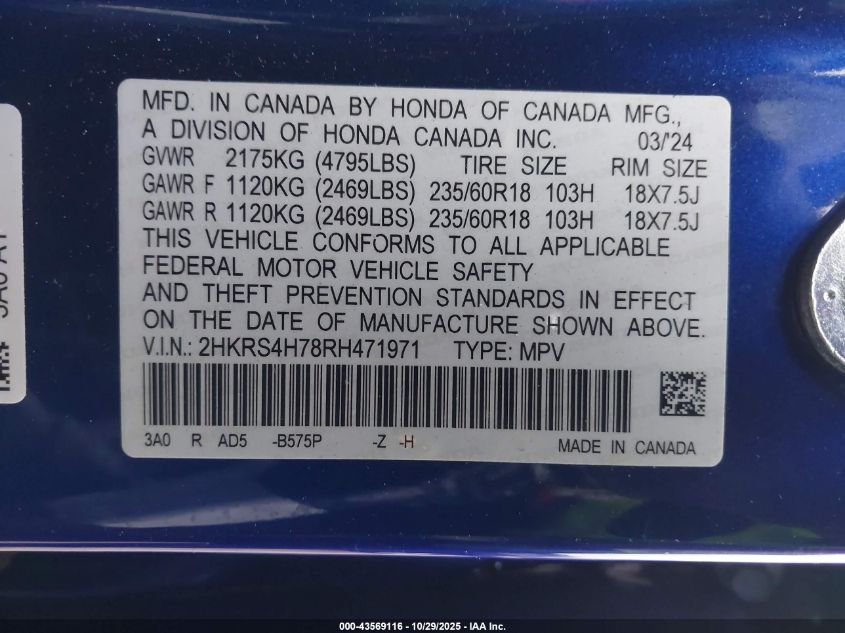 MFD. IN CANADA BY HONDA OF CANADA MFG.,
A DIVISION OF HONDA CANADA INC. 03/'24
GVWR 2175KG (4795LBS) TIRE SIZE RIM SIZE
GAWR F 1120KG (2469LBS) 235/60R18 103H 18X7.5J
GAWR R 1120KG (2469LBS) 235/60R18 103H 18X7.5J
THIS VEHICLE CONFORMS TO ALL APPLICABLE
FEDERAL MOTOR VEHICLE SAFETY
AND THEFT PREVENTION STANDARDS IN EFFECT
ON THE DATE OF MANUFACTURE SHOWN ABOVE.
V.I.N.: 2HKRS4H78RH471971 TYPE: MPV
3A0 R AD5 -B575P -Z -H MADE IN CANADA
000-43569116 - 10/29/2025 - IAA Inc.